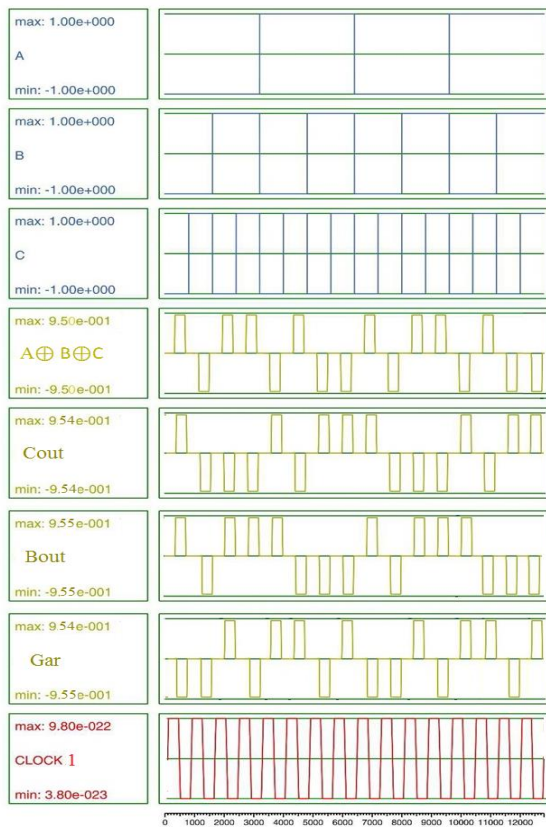 max: 1.00e+000
A
min: -1.00e+000
max: 1.00e+000
B
min: -1.00e+000
max: 1.00e+000
C
min: -1.00e+000
max: 9.50e-001
A⊕ B⊕C
min: -9.50e-001
max: 9.54e-001
Cout
min: -9.54e-001
max: 9.55e-001
Bout
min: -9.55e-001
max: 9.54e-001
Gar
min: -9.55e-001
max: 9.80e-022
CLOCK 1
min: 3.80e-023
0 1000 2000 3000 4000 5000 6000 7000 8000 9000 10000 11000 12000